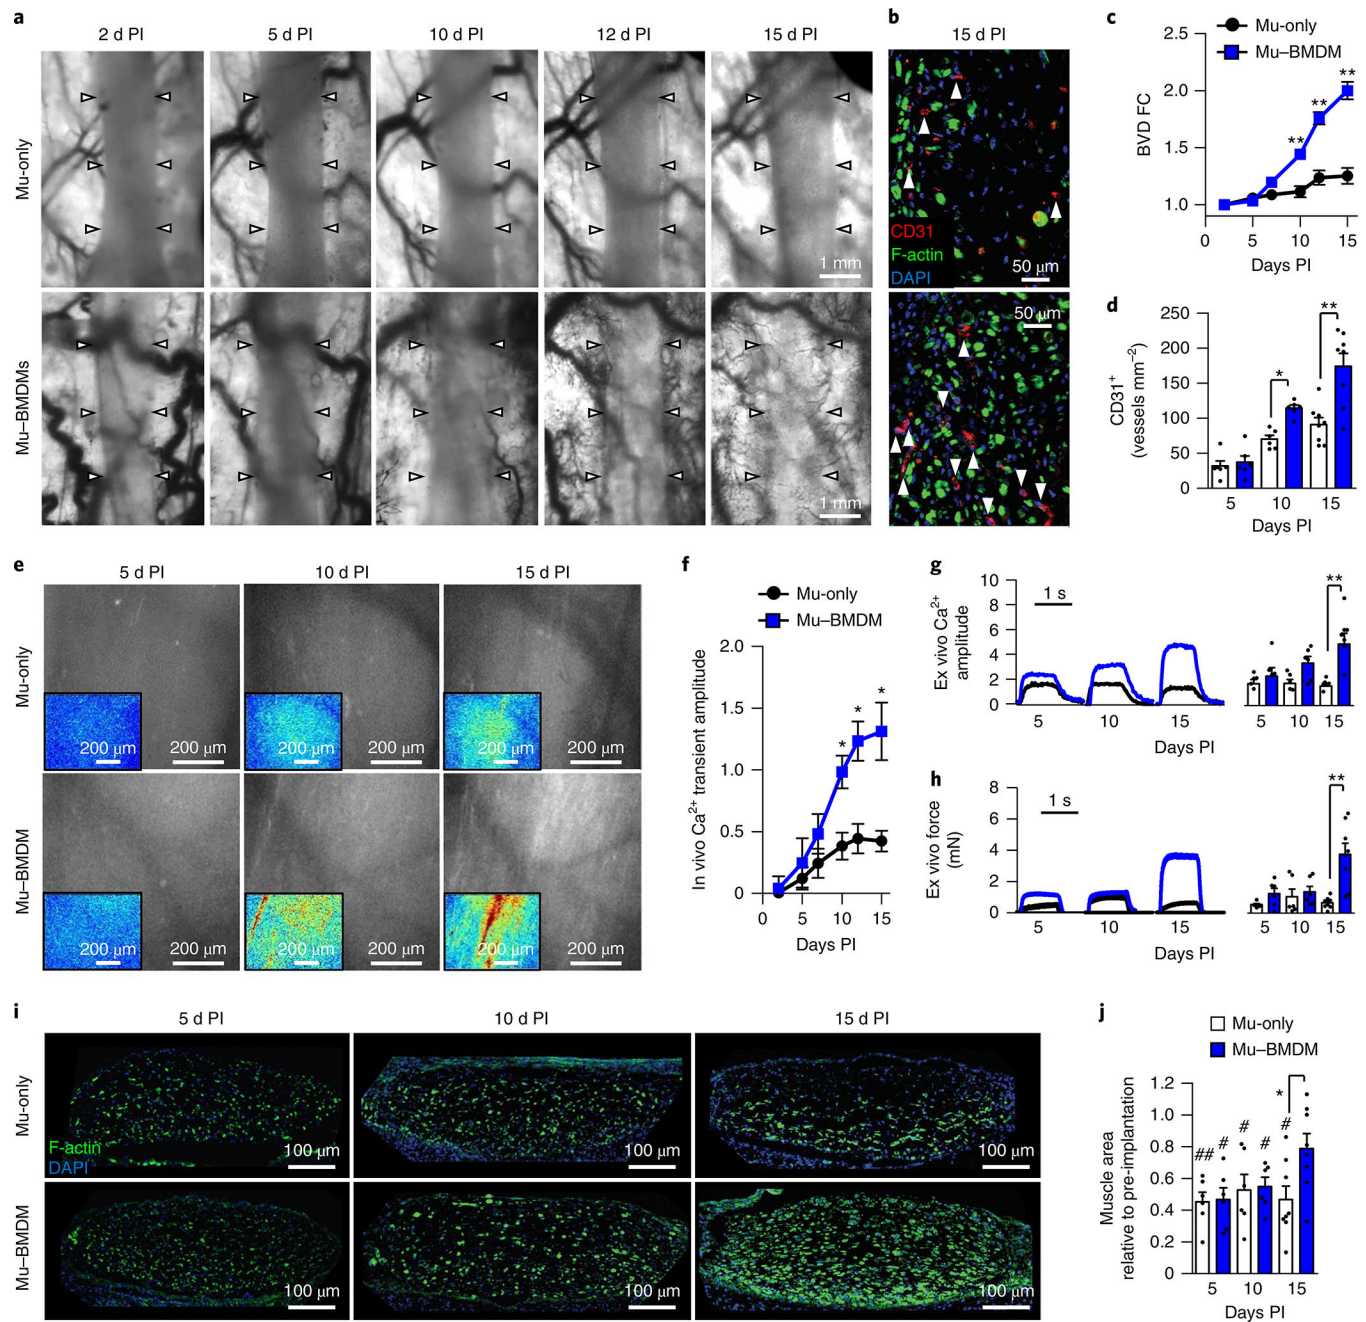 a
2 d PI
5 d PI
10 d PI
12 d PI
15 d PI
Mu-only
1 mm
Mu–BMDMs
1 mm
b
15 d PI
CD31
F-actin
DAPI
50 µm
50 µm
c
Mu-only
Mu–BMDM
BVD FC
2.5
2.0
1.5
1.0
** ** **
0 5 10 15
Days PI
d
CD31+
(vessels mm−2)
250
200
150
100
50
0
* **
5 10 15
Days PI
e
5 d PI
10 d PI
15 d PI
Mu-only
200 µm 200 µm
200 µm 200 µm
200 µm 200 µm
Mu–BMDM
200 µm 200 µm
200 µm 200 µm
200 µm 200 µm
f
Mu-only
Mu–BMDM
In vivo Ca2+ transient amplitude
2.0
1.5
1.0
0.5
0
* * *
0 5 10 15
Days PI
g
Ex vivo Ca2+
amplitude
10
8
6
4
2
0
1 s
5 10 15
Days PI
**
5 10 15
Days PI
h
Ex vivo force
(mN)
8
6
4
2
0
1 s
5 10 15
Days PI
**
5 10 15
Days PI
i
5 d PI
10 d PI
15 d PI
Mu-only
F-actin
DAPI
100 µm
100 µm
100 µm
Mu–BMDM
100 µm
100 µm
100 µm
j
Mu-only
Mu–BMDM
Muscle area
relative to pre-implantation
1.2
1.0
0.8
0.6
0.4
0.2
0
## # # # # *
5 10 15
Days PI